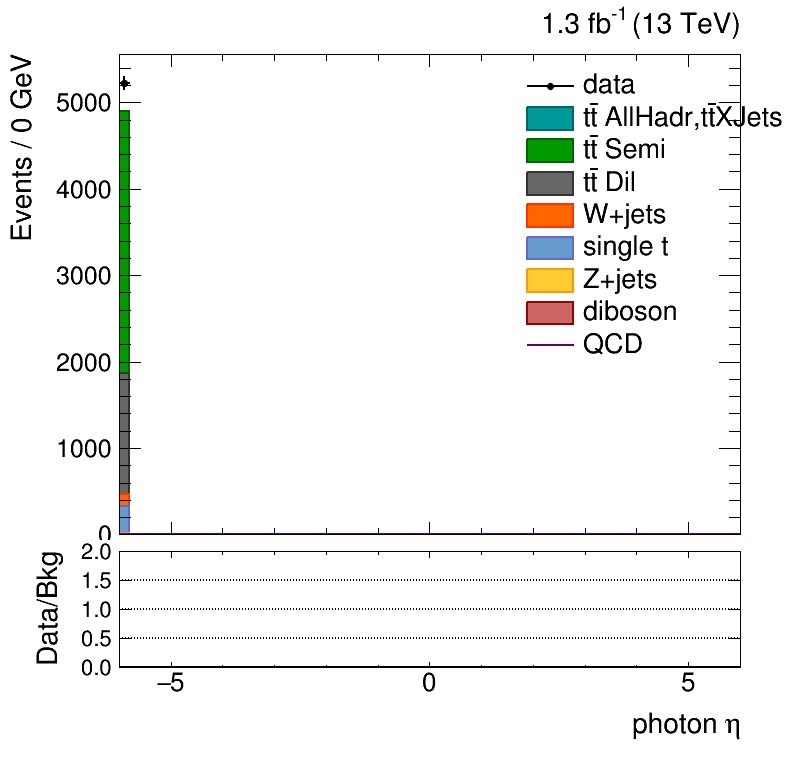 1.3 fb⁻¹ (13 TeV)
Events / 0 GeV
5000
4000
3000
2000
1000
0
data
tt̄ AllHadr,tt̄XJets
tt̄ Semi
tt̄ Dil
W+jets
single t
Z+jets
diboson
QCD
Data/Bkg
2.0
1.5
1.0
0.5
0.0
−5 0 5
photon η